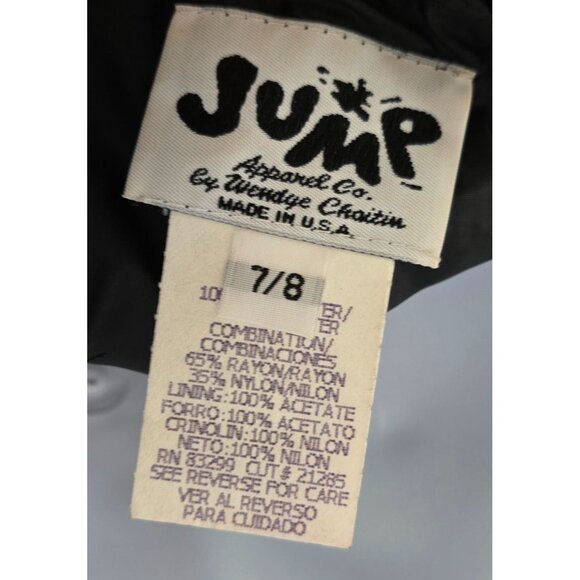 JUMP
Apparel Co.
by Wendye Chaitin
MADE IN U.S.A.
7/8
COMBINATION/
COMBINACIONES
65% RAYON/RAYON
35% NYLON/NILON
LINING: 100% ACETATE
FORRO: 100% ACETATO
CRINOLIN: 100% NILON
NETO: 100% NILON
RN 83299 CUT # 21285
SEE REVERSE FOR CARE
VER AL REVERSO
PARA CUIDADO